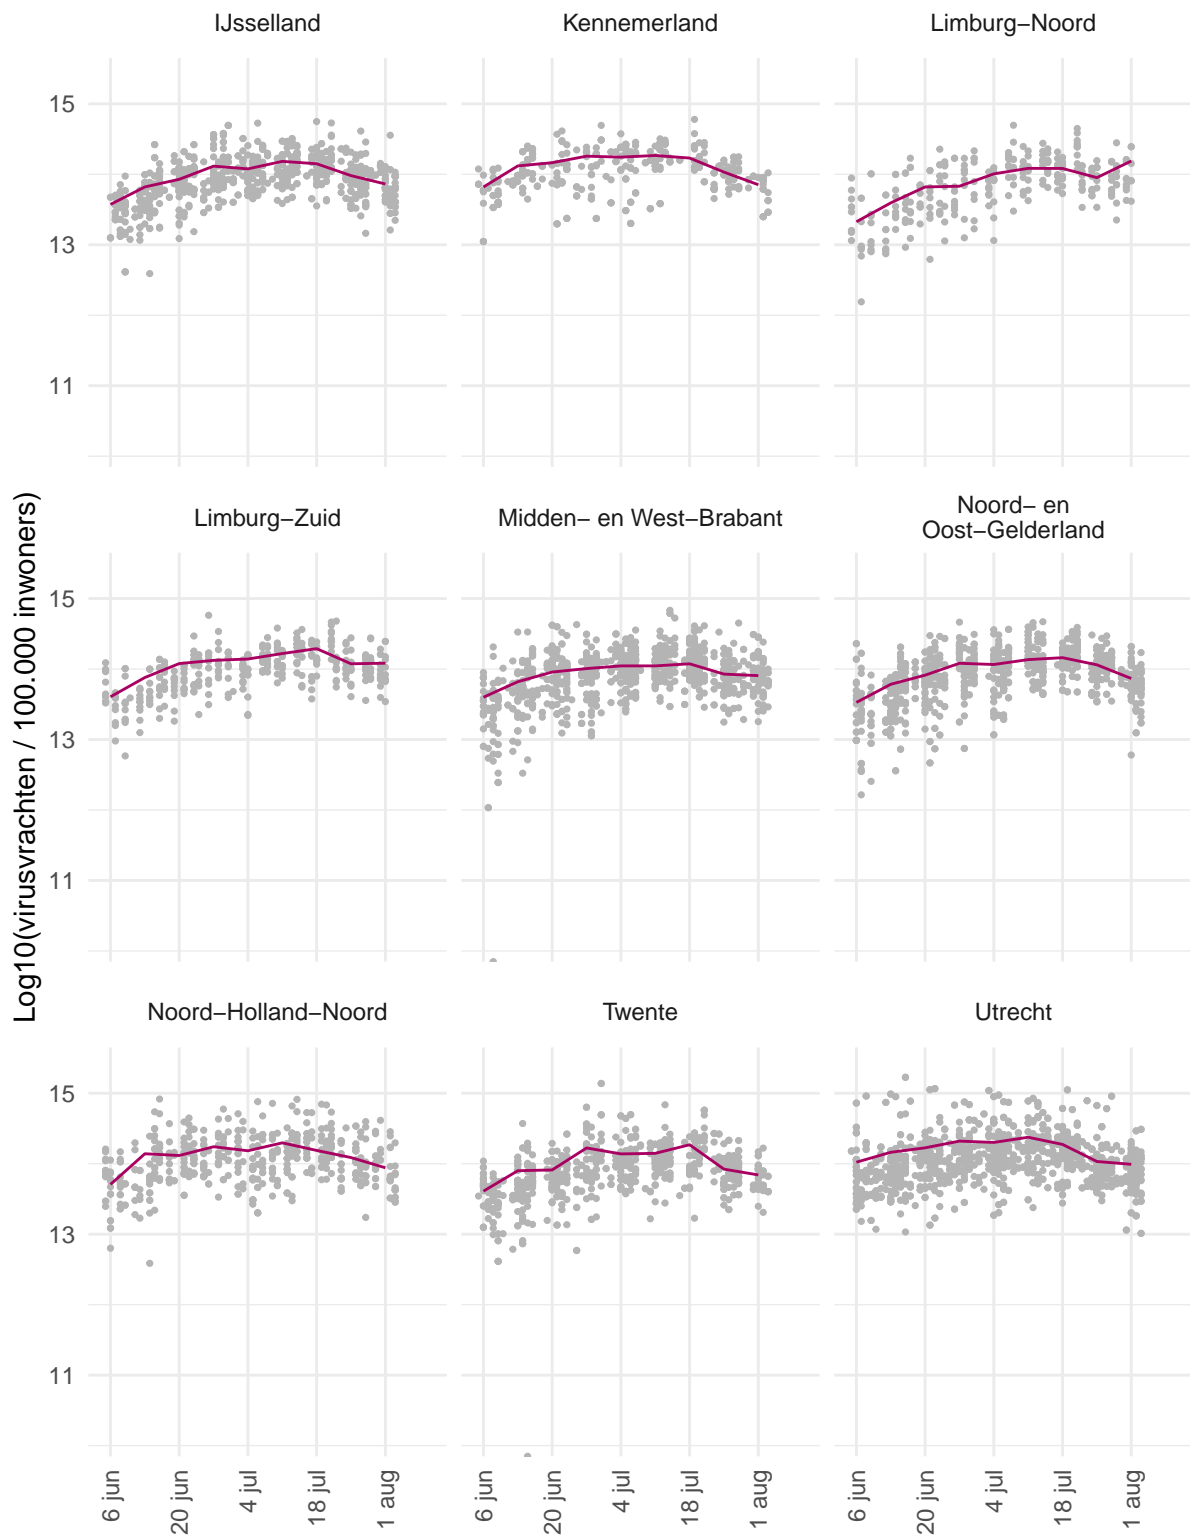 IJsselland
Kennemerland
Limburg−Noord
15
13
11
Log10(virusvrachten / 100.000 inwoners)
Limburg−Zuid
Midden− en West−Brabant
Noord− en
Oost−Gelderland
15
13
11
Noord−Holland−Noord
Twente
Utrecht
15
13
11
6 jun
20 jun
4 jul
18 jul
1 aug
6 jun
20 jun
4 jul
18 jul
1 aug
6 jun
20 jun
4 jul
18 jul
1 aug